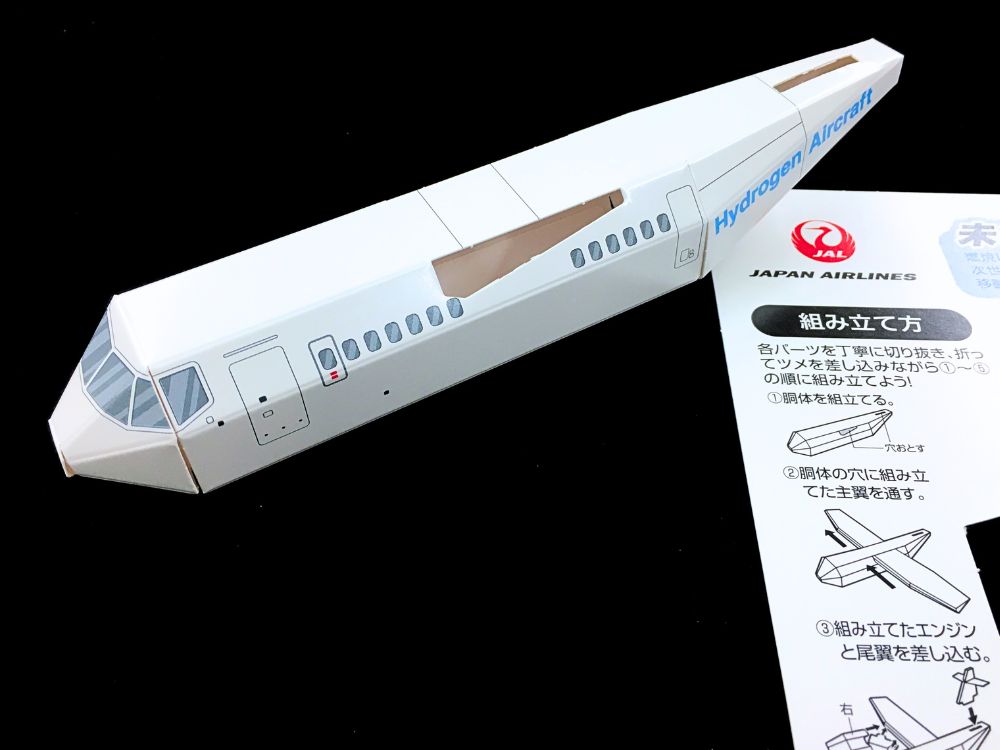 Hydrogen Aircraft
JAL
JAPAN AIRLINES
未
次世
移動
組み立て方
各パーツを丁寧に切り抜き、折っ
てツメを差し込みながら①〜⑤
の順に組み立てよう!
①胴体を組立てる。
穴おとす
②胴体の穴に組み立
てた主翼を通す。
③組み立てたエンジン
と尾翼を差し込む。
右